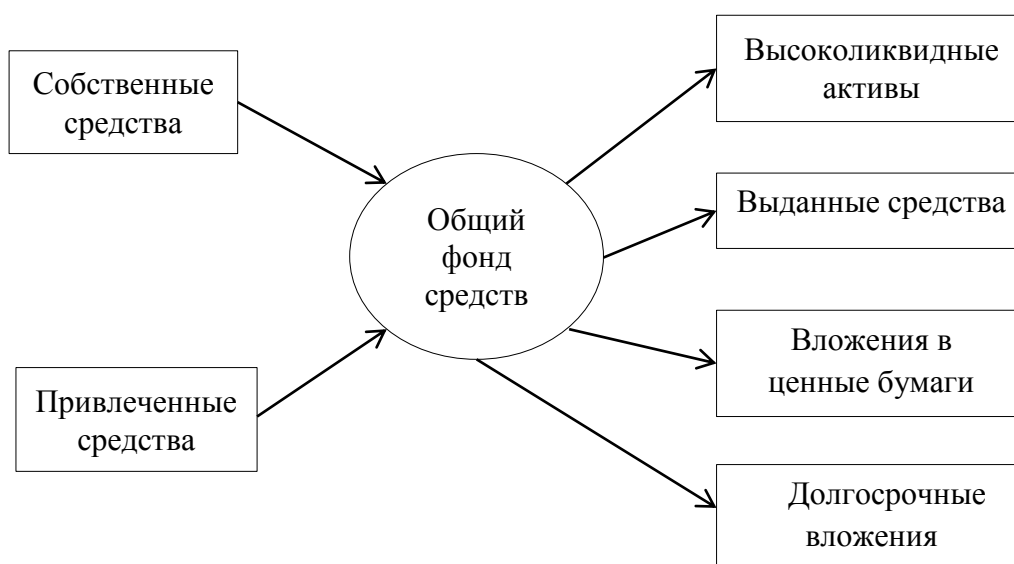 Собственные
средства
Привлеченные
средства
Общий
фонд
средств
Высоколиквидные
активы
Выданные средства
Вложения в
ценные бумаги
Долгосрочные
вложения